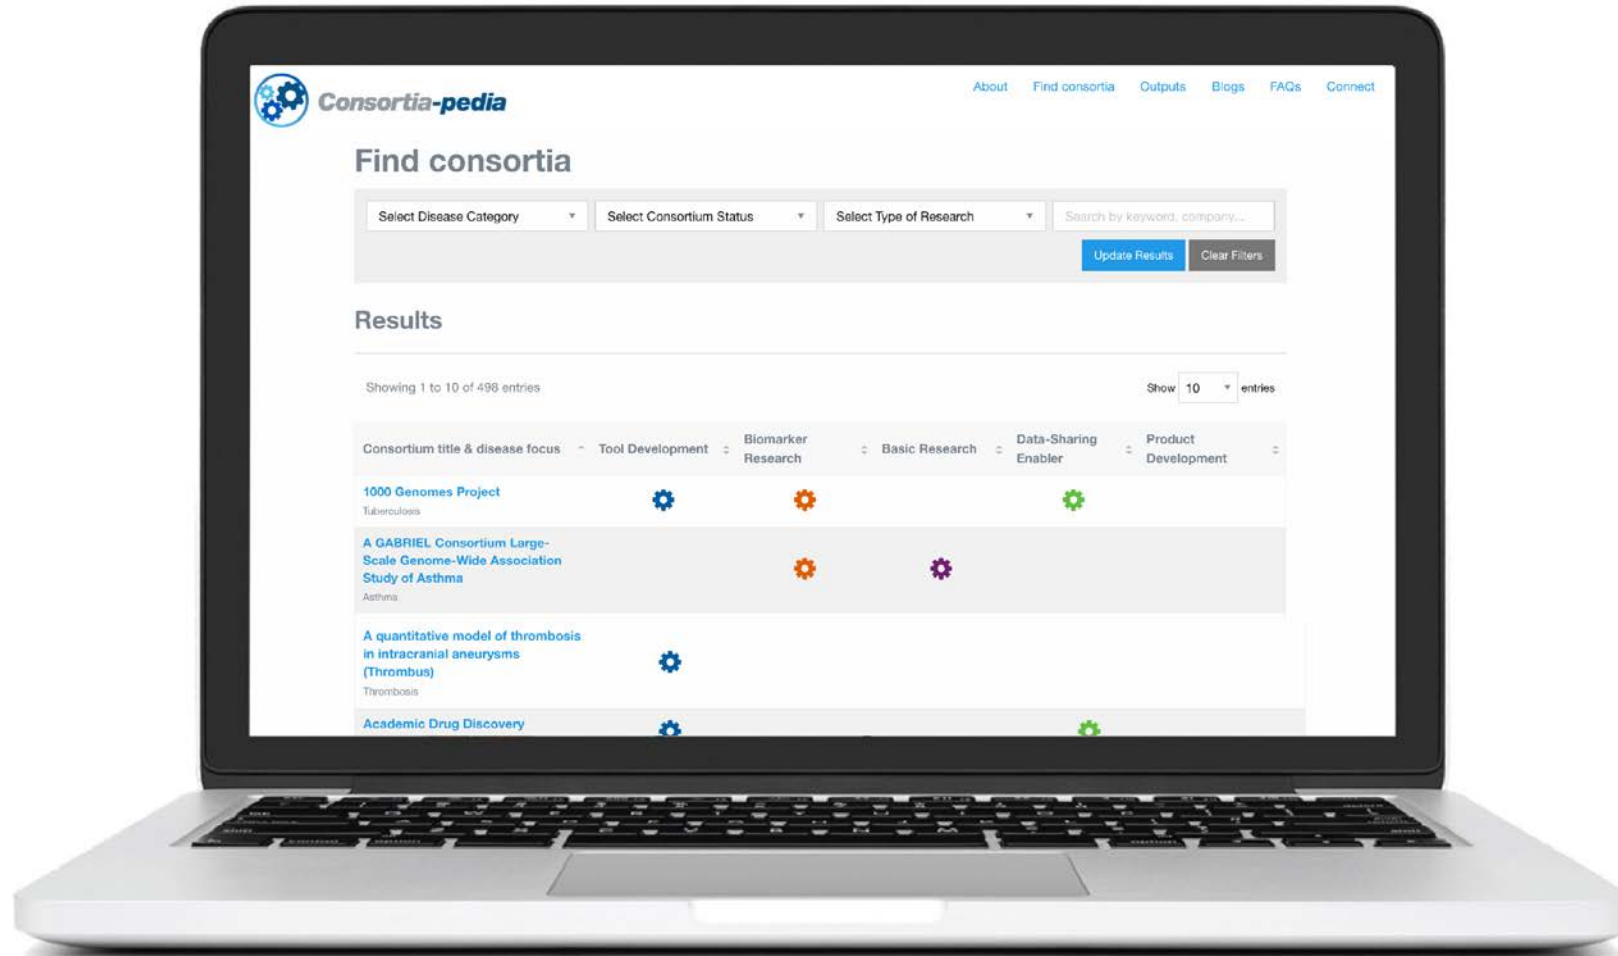 Consortia-pedia
About Find consortia Outputs Blogs FAQs Connect
Find consortia
Select Disease Category Select Consortium Status Select Type of Research Search by keyword, company...
Update Results Clear Filters
Results
Showing 1 to 10 of 498 entries
Show 10 entries
Consortium title & disease focus Tool Development Biomarker Research Basic Research Data-Sharing Enabler Product Development
1000 Genomes Project
Tuberculosis
A GABRIEL Consortium Large-
Scale Genome-Wide Association
Study of Asthma
Asthma
A quantitative model of thrombosis
in intracranial aneurysms
(Thrombus)
Thrombosis
Academic Drug Discovery
control option option